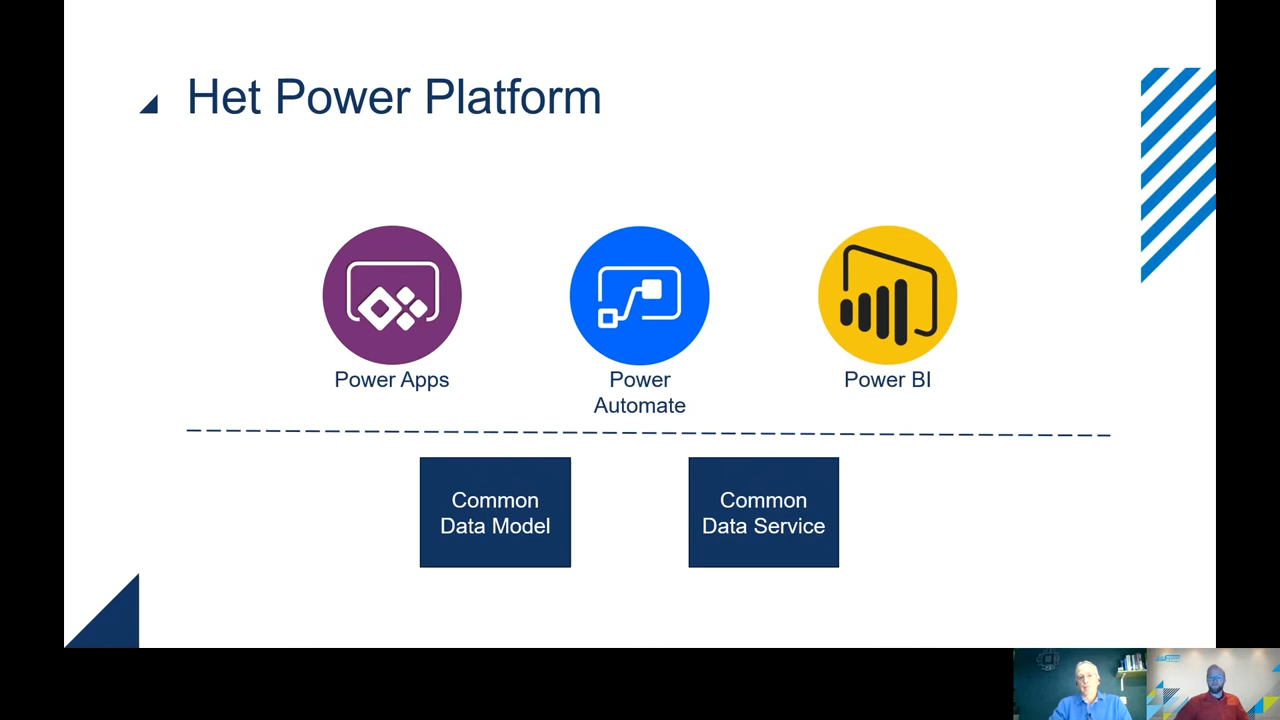 Het Power Platform
Power Apps
Power
Automate
Power BI
Common
Data Model
Common
Data Service